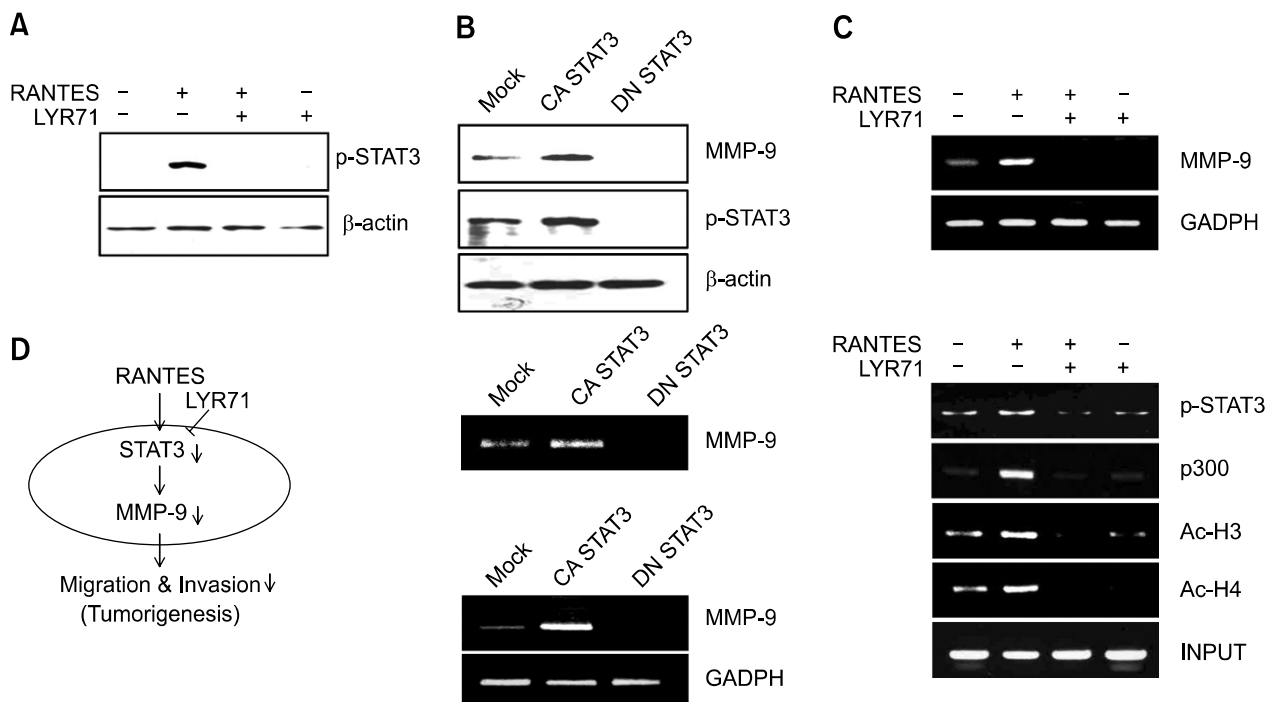 A
RANTES – + + –
LYR71 – – + +
p-STAT3
β-actin
B
Mock CA STAT3 DN STAT3
MMP-9
p-STAT3
β-actin
Mock CA STAT3 DN STAT3
MMP-9
Mock CA STAT3 DN STAT3
MMP-9
GADPH
C
RANTES – + + –
LYR71 – – + +
MMP-9
GADPH
RANTES – + + –
LYR71 – – + +
p-STAT3
p300
Ac-H3
Ac-H4
INPUT
D
RANTES
LYR71
STAT3 ↓
MMP-9 ↓
Migration & Invasion ↓
(Tumorigenesis)